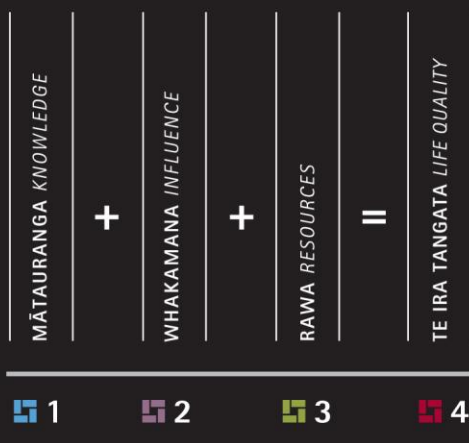 MĀTAURANGA KNOWLEDGE
+
WHAKAMANA INFLUENCE
+
RAWA RESOURCES
=
TE IRA TANGATA LIFE QUALITY
1
2
3
4